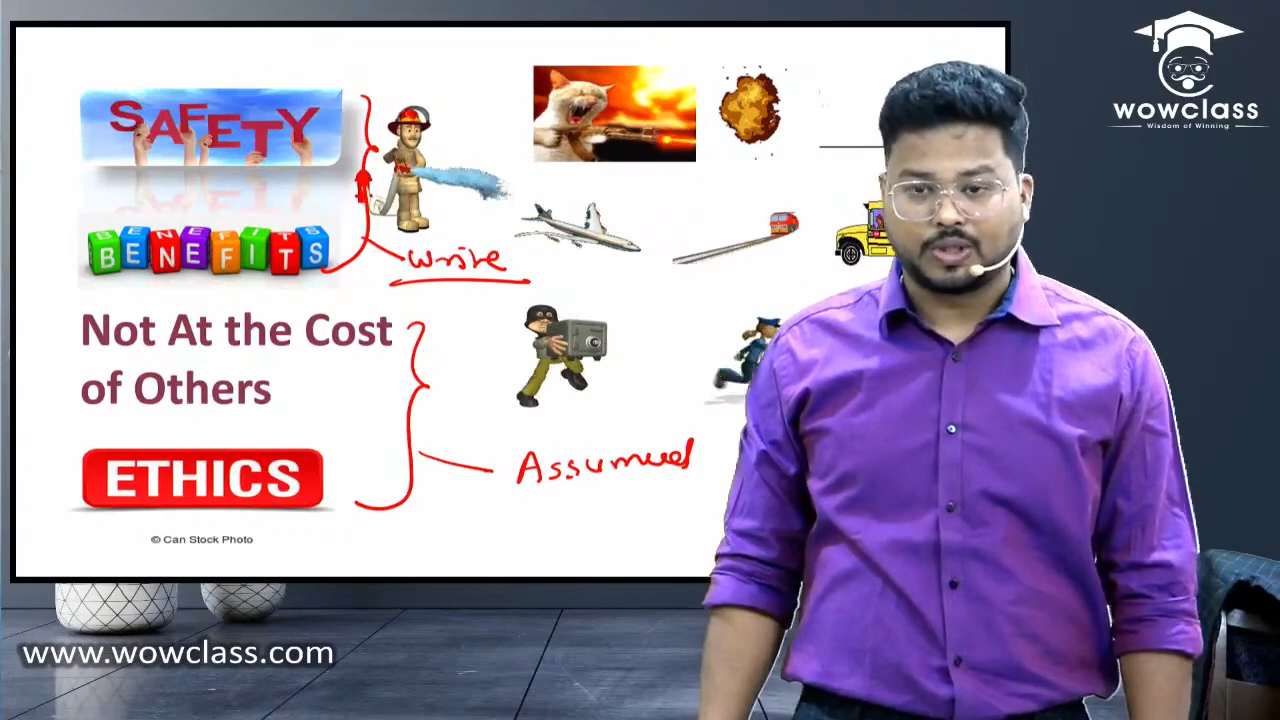 SAFETY
BENEFITS
write
Not At the Cost
of Others
ETHICS
Assumed
© Can Stock Photo
www.wowclass.com
wowclass
Wisdom of Winning